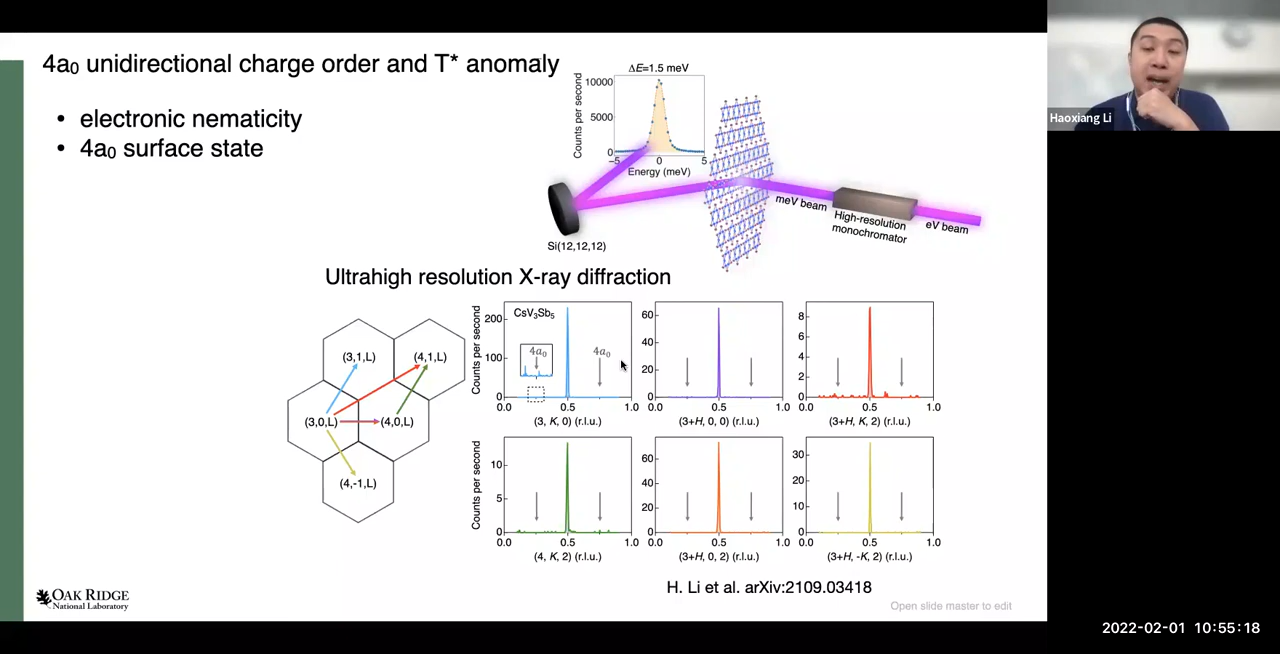 4a₀ unidirectional charge order and T* anomaly
• electronic nematicity
• 4a₀ surface state
ΔE=1.5 meV
Counts per second
10000
5000
0
−5 0 5
Energy (meV)
Si(12,12,12)
meV beam
High-resolution
monochromator
eV beam
Haoxiang Li
Ultrahigh resolution X-ray diffraction
(3,1,L) (4,1,L)
(3,0,L) (4,0,L)
(4,-1,L)
Counts per second
200
100
0
CsV₃Sb₅
4a₀ 4a₀
0.0 0.5 1.0
(3, K, 0) (r.l.u.)
60
40
20
0
0.0 0.5 1.0
(3+H, 0, 0) (r.l.u.)
8
6
4
2
0
0.0 0.5 1.0
(3+H, K, 2) (r.l.u.)
Counts per second
10
5
0
0.0 0.5 1.0
(4, K, 2) (r.l.u.)
60
40
20
0
0.0 0.5 1.0
(3+H, 0, 2) (r.l.u.)
30
20
10
0
0.0 0.5 1.0
(3+H, -K, 2) (r.l.u.)
H. Li et al. arXiv:2109.03418
OAK RIDGE
National Laboratory
Open slide master to edit
2022-02-01 10:55:18